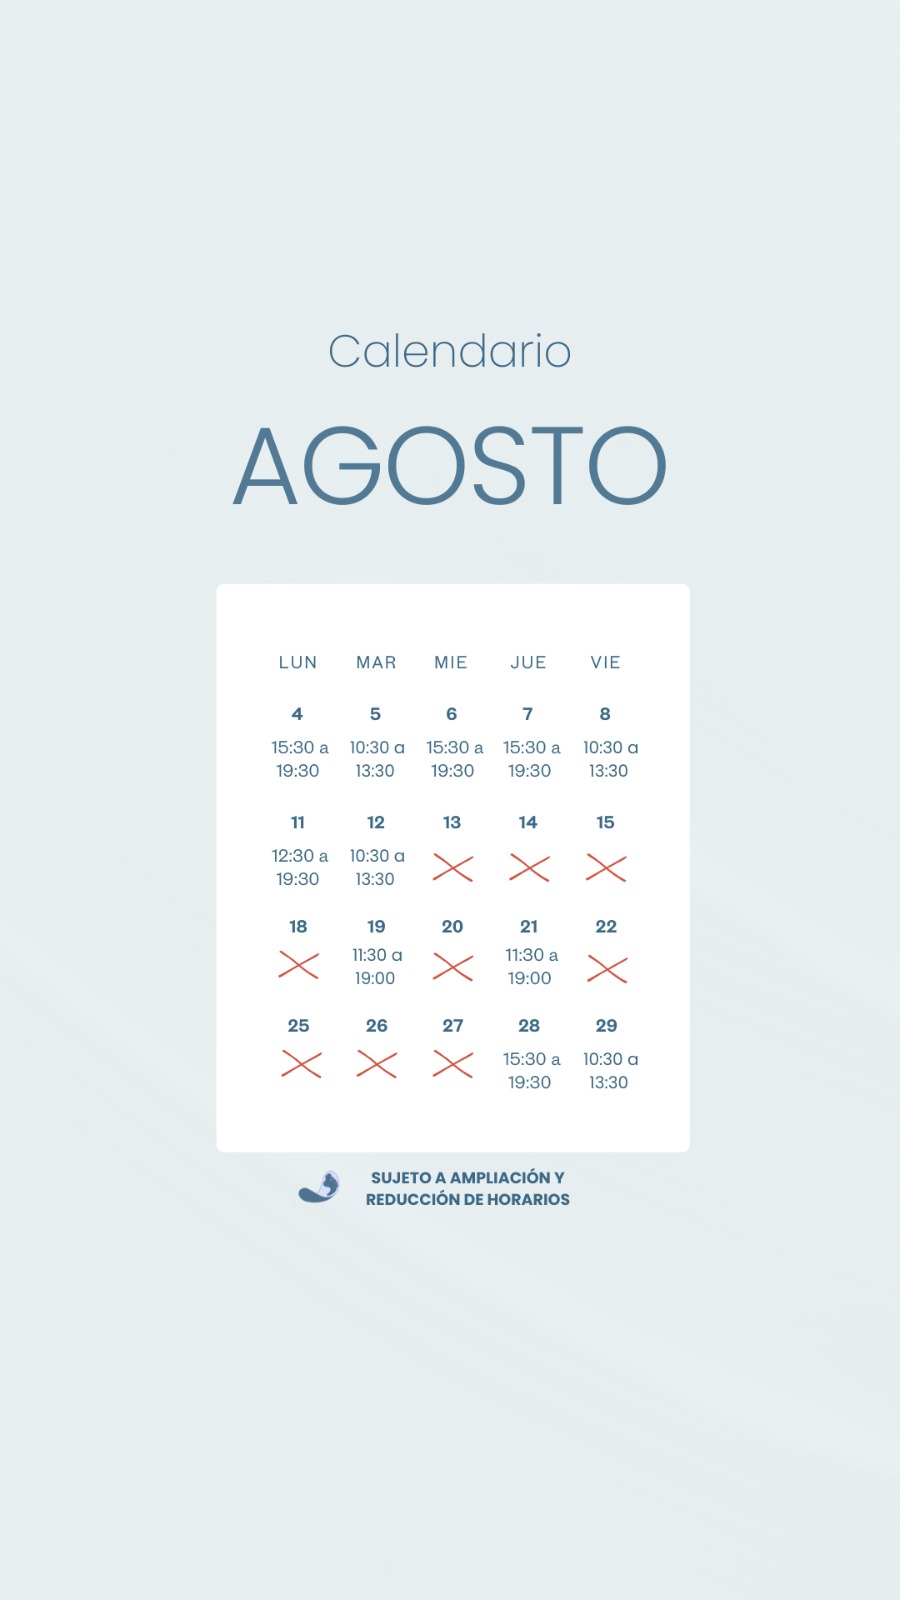 Calendario
AGOSTO
LUN MAR MIE JUE VIE
4 5 6 7 8
15:30 a 10:30 a 15:30 a 15:30 a 10:30 a
19:30 13:30 19:30 19:30 13:30
11 12 13 14 15
12:30 a 10:30 a
19:30 13:30
18 19 20 21 22
11:30 a 11:30 a
19:00 19:00
25 26 27 28 29
15:30 a 10:30 a
19:30 13:30
SUJETO A AMPLIACIÓN Y
REDUCCIÓN DE HORARIOS